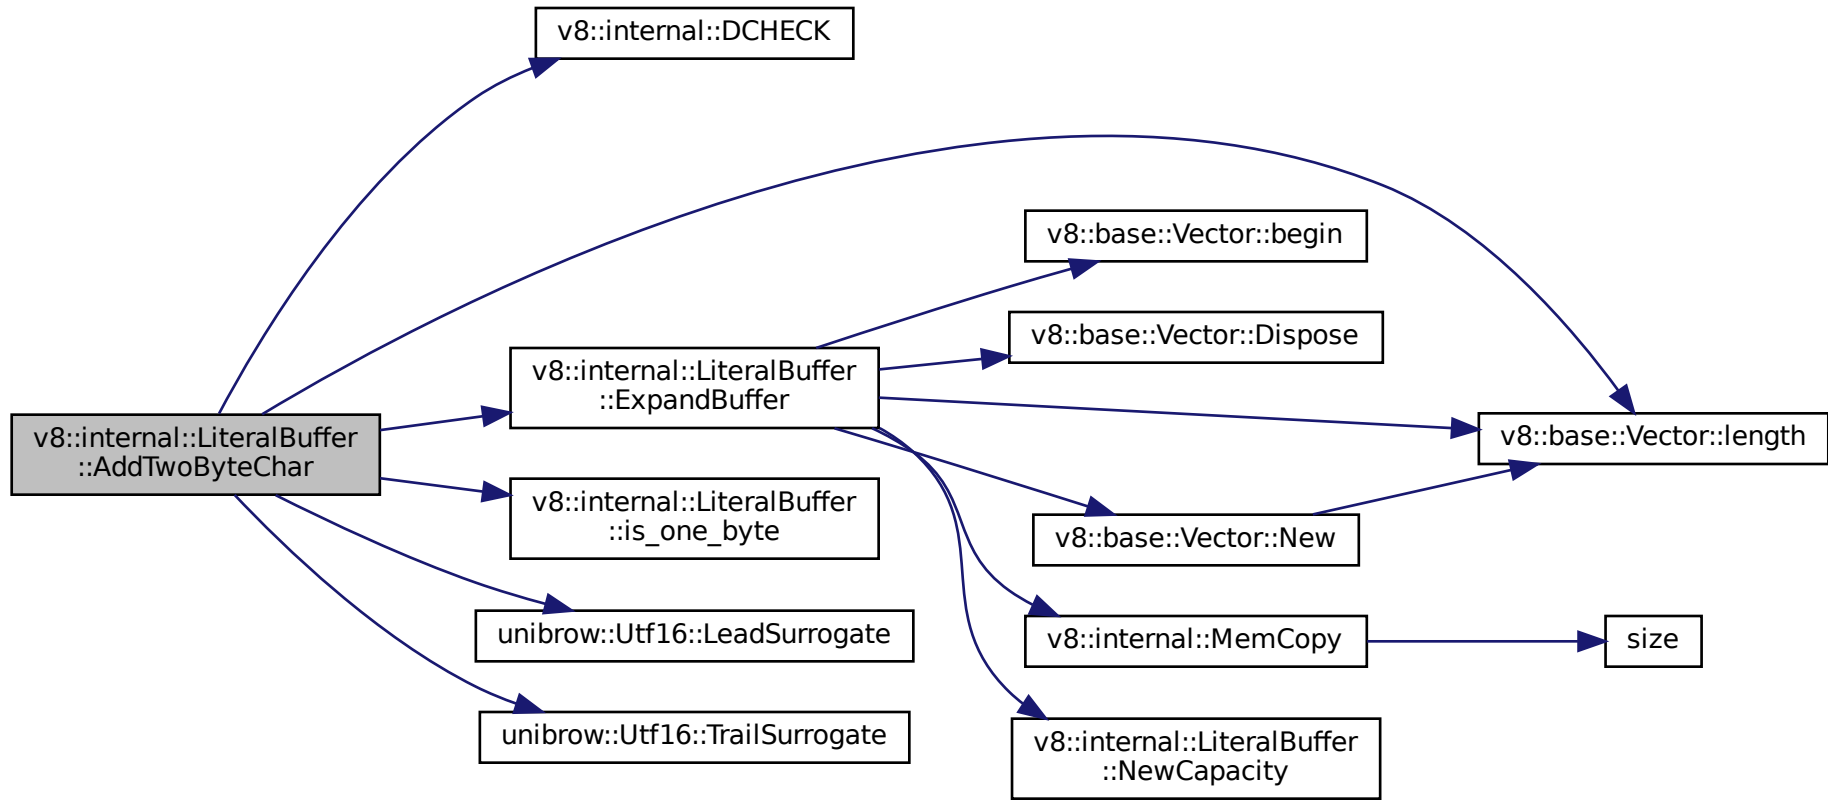 v8::internal::DCHECK
v8::base::Vector::begin
v8::base::Vector::Dispose
v8::internal::LiteralBuffer
::ExpandBuffer
v8::internal::LiteralBuffer
::AddTwoByteChar
v8::base::Vector::length
v8::internal::LiteralBuffer
::is_one_byte
v8::base::Vector::New
unibrow::Utf16::LeadSurrogate
v8::internal::MemCopy
size
unibrow::Utf16::TrailSurrogate
v8::internal::LiteralBuffer
::NewCapacity